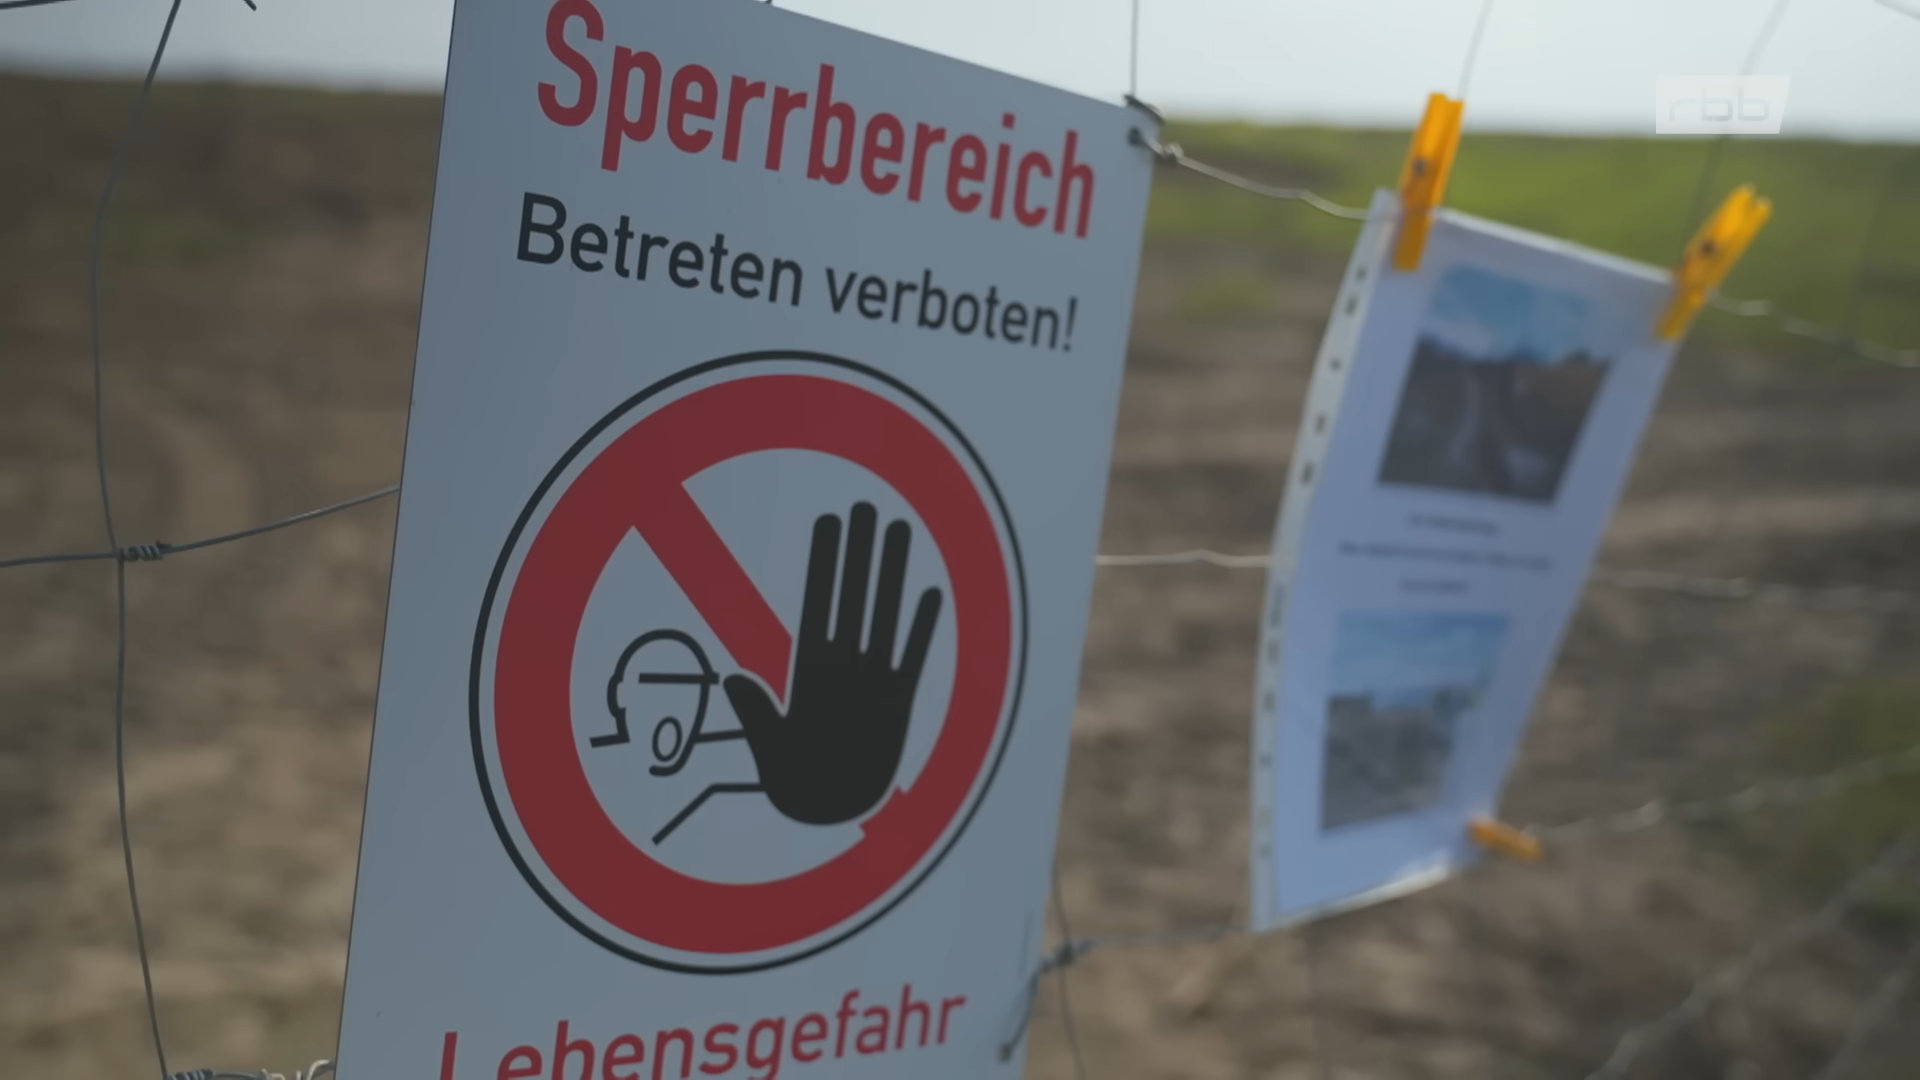 Sperrbereich
Betreten verboten!
Lebensgefahr
rbb